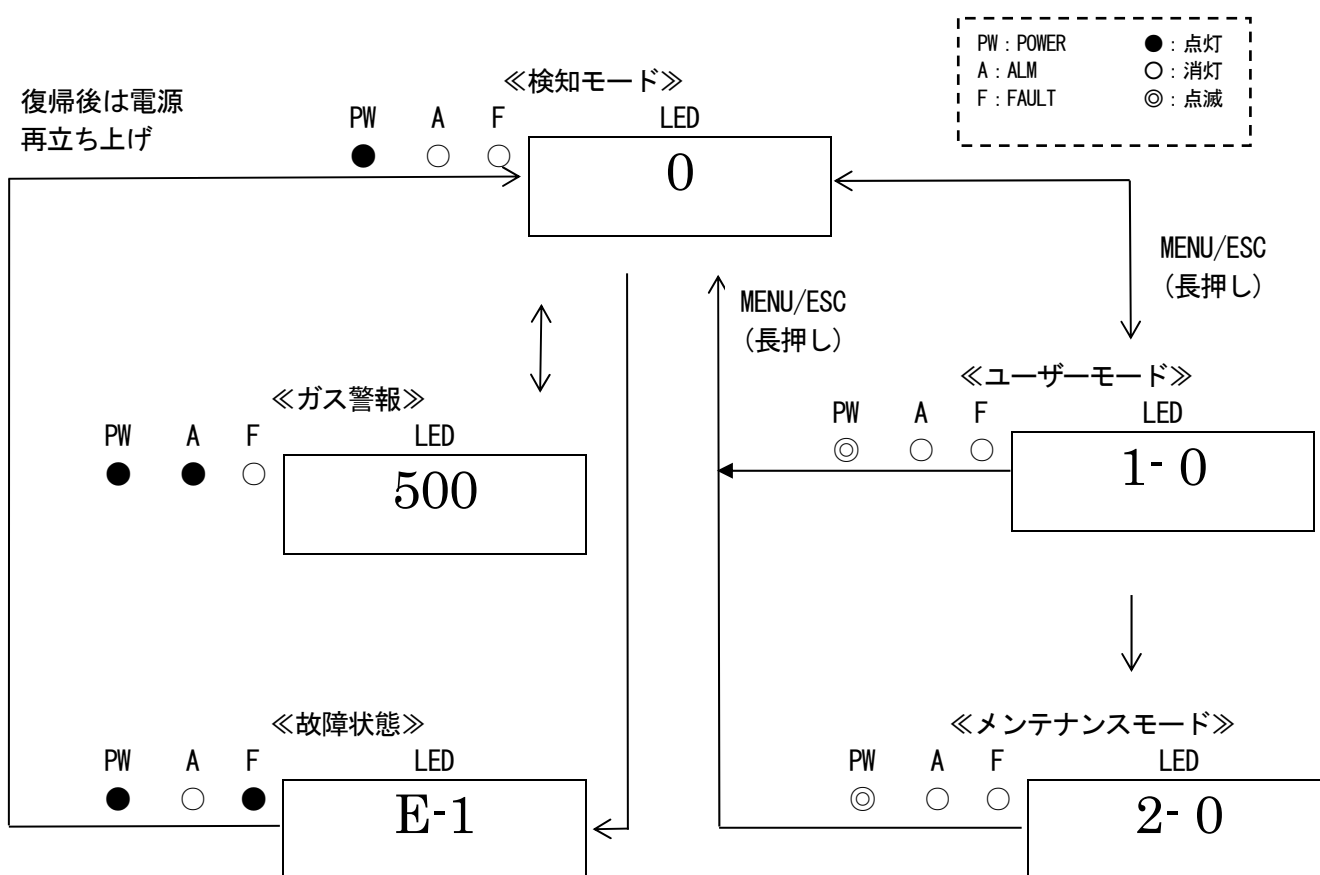 PW：POWER ●：点灯
A：ALM ○：消灯
F：FAULT ◎：点滅
復帰後は電源
再立ち上げ
≪検知モード≫
PW A F LED
● ○ ○ 0
MENU/ESC
（長押し）
MENU/ESC
（長押し）
≪ガス警報≫
PW A F LED
● ● ○ 500
≪ユーザーモード≫
PW A F LED
◎ ○ ○ 1- 0
≪故障状態≫
PW A F LED
● ○ ● E-1
≪メンテナンスモード≫
PW A F LED
◎ ○ ○ 2- 0